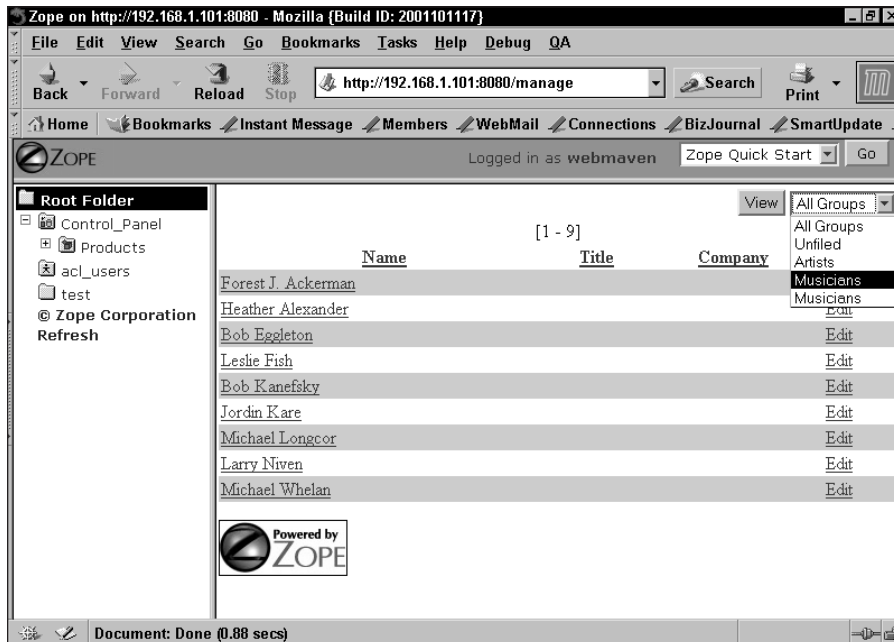 Zope on http://192.168.1.101:8080 - Mozilla {Build ID: 2001101117}
File Edit View Search Go Bookmarks Tasks Help Debug QA
Back Forward Reload Stop http://192.168.1.101:8080/manage Search Print
Home Bookmarks Instant Message Members WebMail Connections BizJournal SmartUpdate
ZOPE Logged in as webmaven Zope Quick Start Go
Root Folder
Control_Panel
Products
acl_users
test
© Zope Corporation
Refresh
View All Groups
All Groups
Unfiled
Artists
Musicians
Musicians
[1 - 9]
Name Title Company
Forest J. Ackerman
Heather Alexander Edit
Bob Eggleton Edit
Leslie Fish Edit
Bob Kanefsky Edit
Jordin Kare Edit
Michael Longcor Edit
Larry Niven Edit
Michael Whelan Edit
Powered by
ZOPE
Document: Done (0.88 secs)